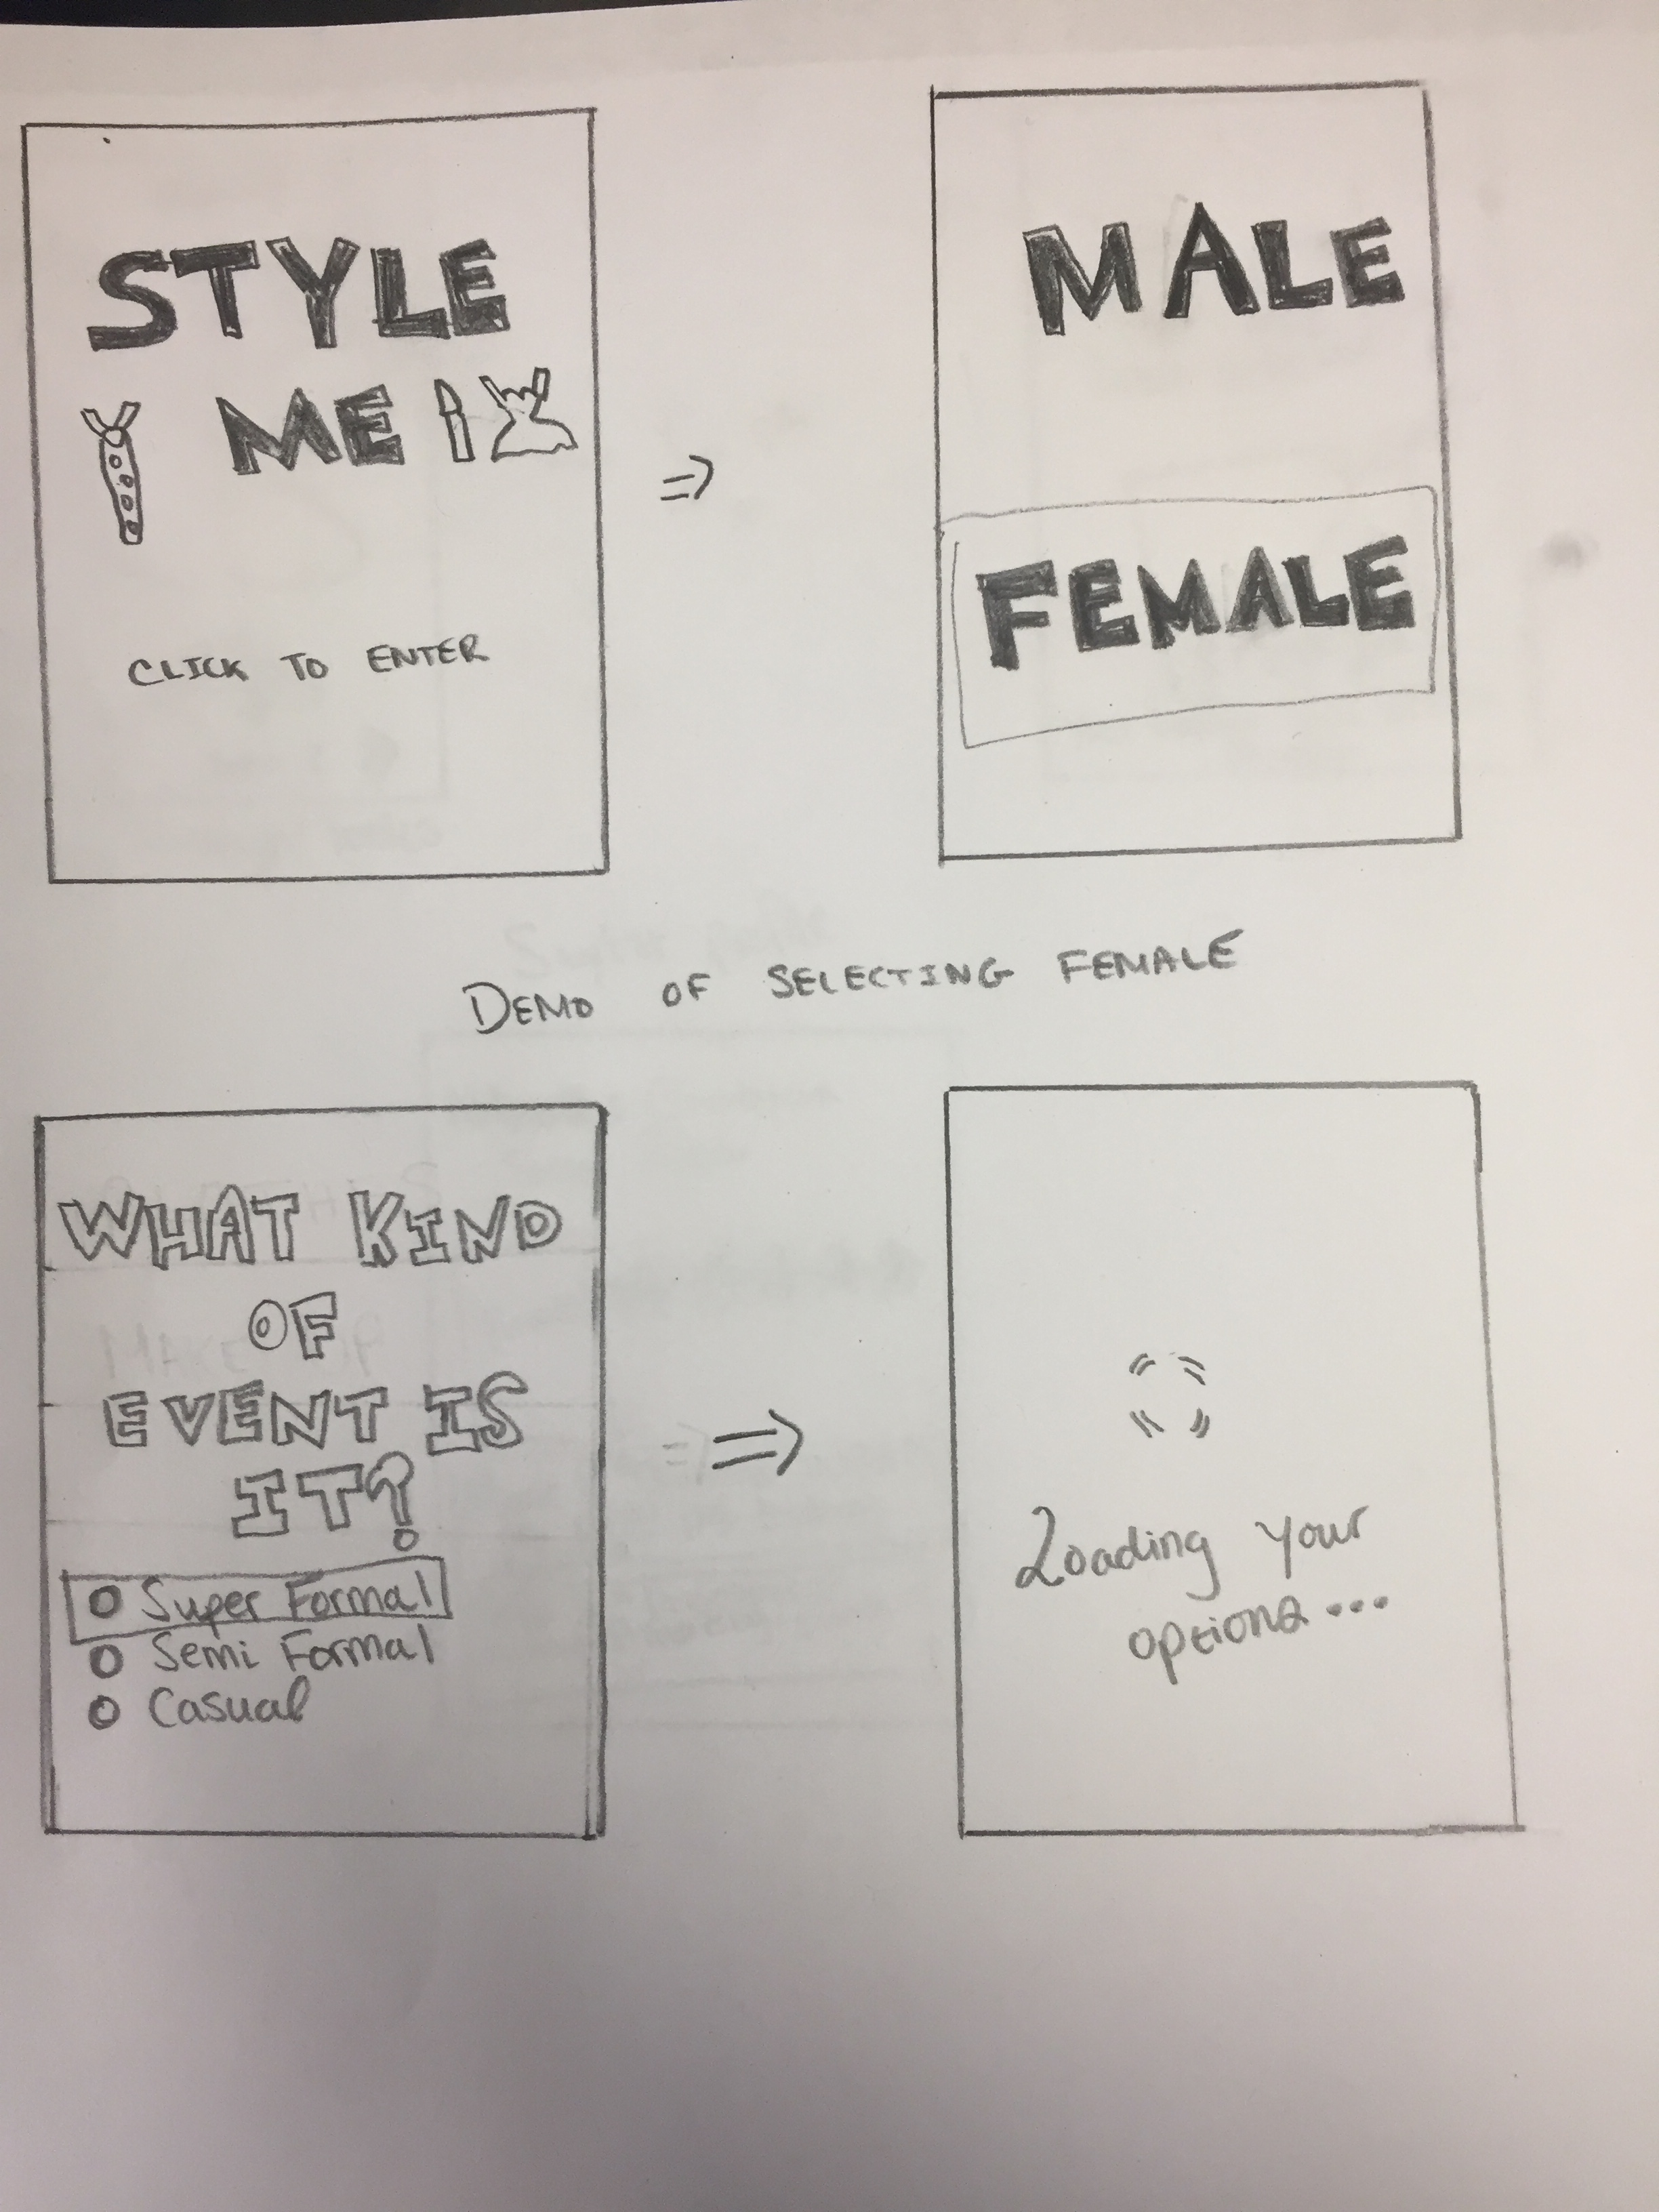 STYLE
ME
CLICK TO ENTER
MALE
FEMALE
DEMO OF SELECTING FEMALE
WHAT KIND
OF
EVENT IS
IT?
Super Formal
Semi Formal
Casual
Loading your
options...